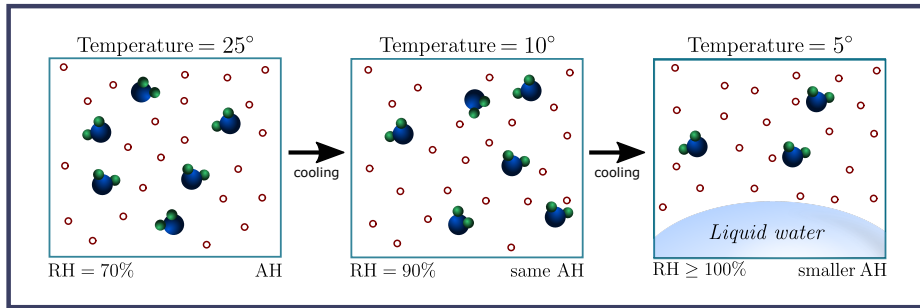 Temperature = 25°
Temperature = 10°
Temperature = 5°
cooling
cooling
Liquid water
RH = 70%
AH
RH = 90%
same AH
RH ≥ 100%
smaller AH